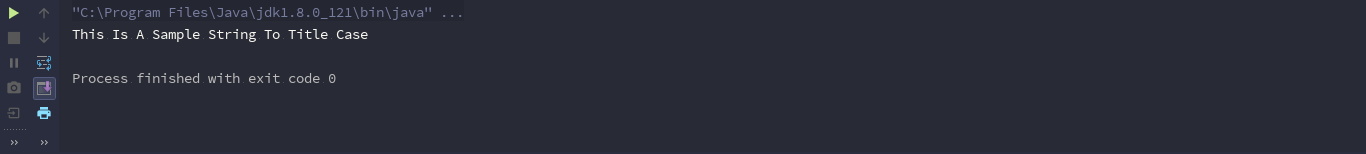 "C:\Program Files\Java\jdk1.8.0_121\bin\java" ...
This Is A Sample String To Title Case
Process finished with exit code 0